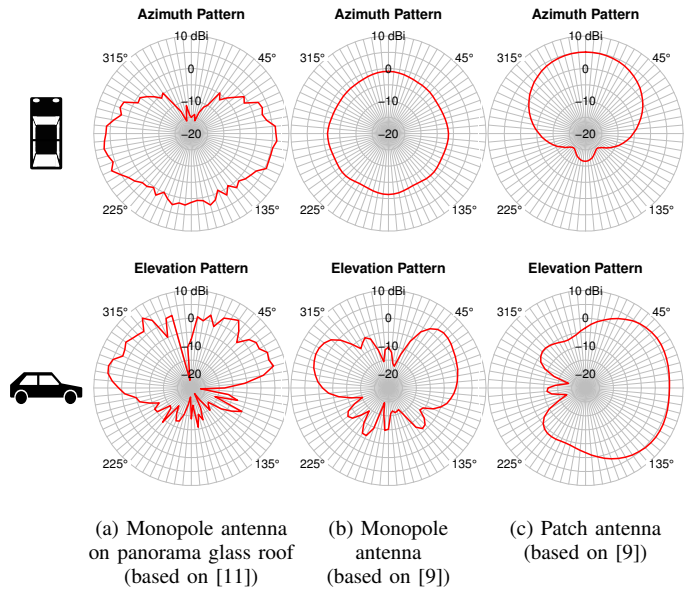 Azimuth Pattern
10 dBi
315°
45°
0
−10
−20
225°
135°
Azimuth Pattern
10 dBi
315°
45°
0
−10
−20
225°
135°
Azimuth Pattern
10 dBi
315°
45°
0
−10
−20
225°
135°
Elevation Pattern
10 dBi
315°
45°
0
−10
−20
225°
135°
Elevation Pattern
10 dBi
315°
45°
0
−10
−20
225°
135°
Elevation Pattern
10 dBi
315°
45°
0
−10
−20
225°
135°
(a) Monopole antenna
on panorama glass roof
(based on [11])
(b) Monopole
antenna
(based on [9])
(c) Patch antenna
(based on [9])